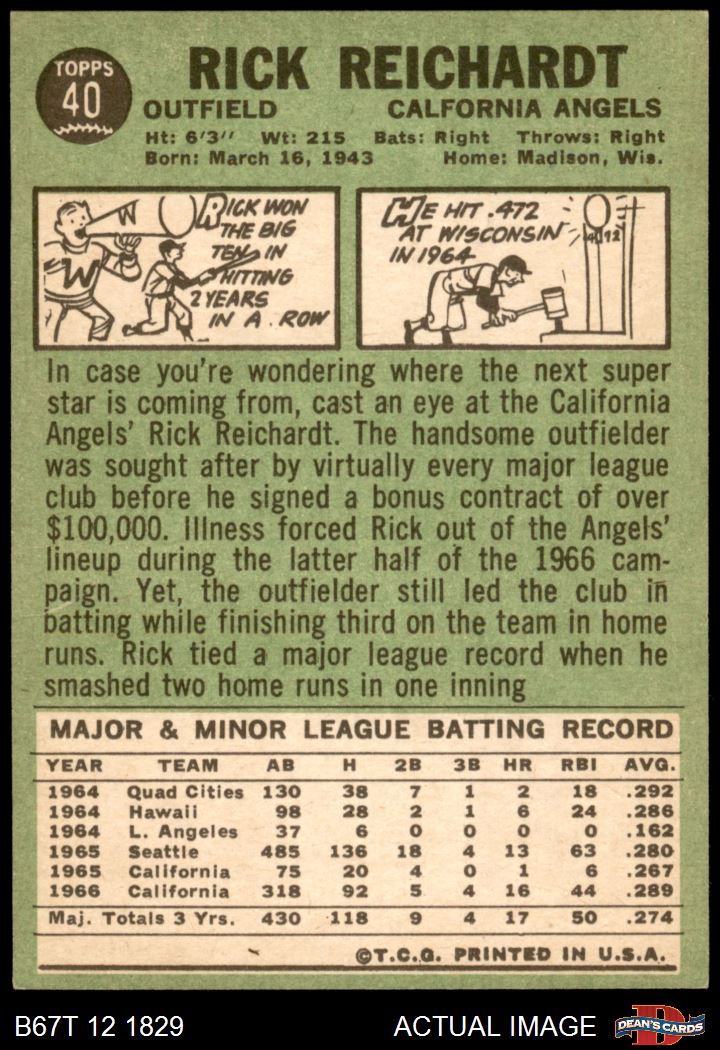 TOPPS
40
RICK REICHARDT
OUTFIELD CALFORNIA ANGELS
Ht: 6'3" Wt: 215 Bats: Right Throws: Right
Born: March 16, 1943 Home: Madison, Wis.
W
W
RICK WON
THE BIG
TEN IN
HITTING
2 YEARS
IN A ROW
HE HIT .472
AT WISCONSIN
IN 1964
In case you're wondering where the next super
star is coming from, cast an eye at the California
Angels' Rick Reichardt. The handsome outfielder
was sought after by virtually every major league
club before he signed a bonus contract of over
$100,000. Illness forced Rick out of the Angels'
lineup during the latter half of the 1966 cam-
paign. Yet, the outfielder still led the club in
batting while finishing third on the team in home
runs. Rick tied a major league record when he
smashed two home runs in one inning
MAJOR & MINOR LEAGUE BATTING RECORD
YEAR TEAM AB H 2B 3B HR RBI AVG.
1964 Quad Cities 130 38 7 1 2 18 .292
1964 Hawaii 98 28 2 1 6 24 .286
1964 L. Angeles 37 6 0 0 0 0 .162
1965 Seattle 485 136 18 4 13 63 .280
1965 California 75 20 4 0 1 6 .267
1966 California 318 92 5 4 16 44 .289
Maj. Totals 3 Yrs. 430 118 9 4 17 50 .274
©T.C.G. PRINTED IN U.S.A.
B67T 12 1829 ACTUAL IMAGE DEAN'S CARDS